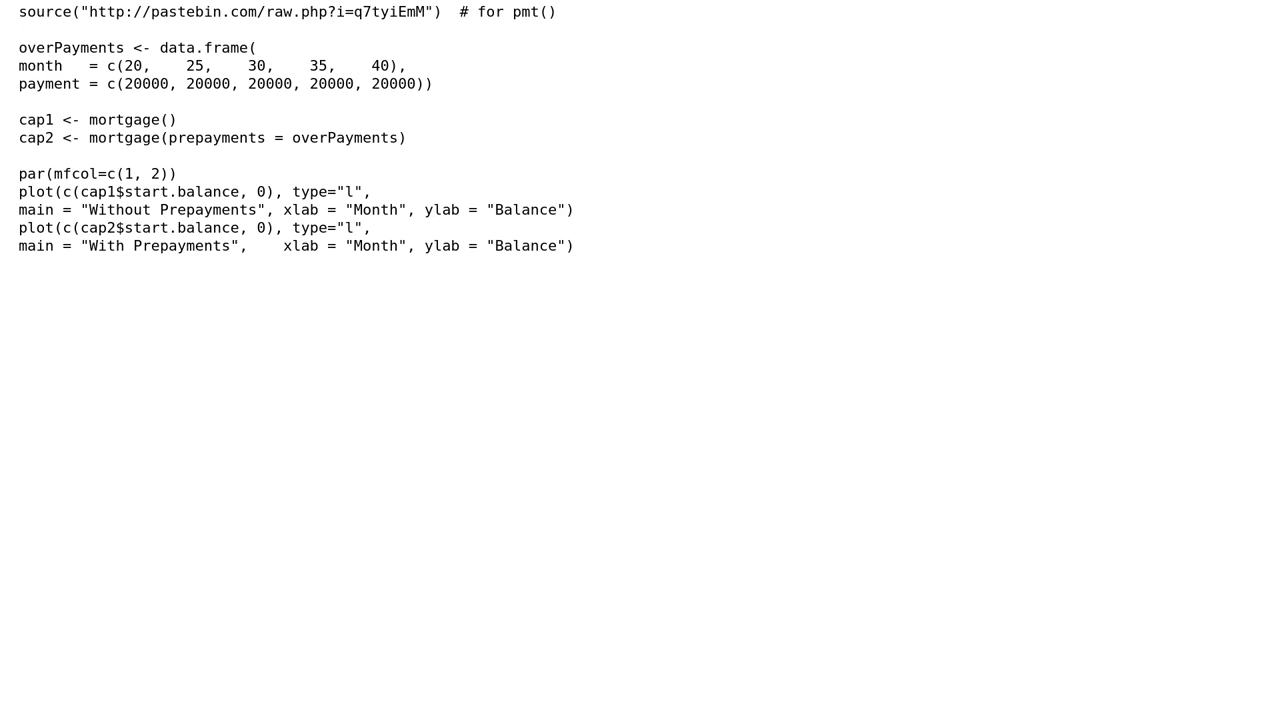 source("http://pastebin.com/raw.php?i=q7tyiEmM")  # for pmt()

overPayments <- data.frame(
month   = c(20,    25,    30,    35,    40),
payment = c(20000, 20000, 20000, 20000, 20000))

cap1 <- mortgage()
cap2 <- mortgage(prepayments = overPayments)

par(mfcol=c(1, 2))
plot(c(cap1$start.balance, 0), type="l",
main = "Without Prepayments", xlab = "Month", ylab = "Balance")
plot(c(cap2$start.balance, 0), type="l",
main = "With Prepayments",    xlab = "Month", ylab = "Balance")